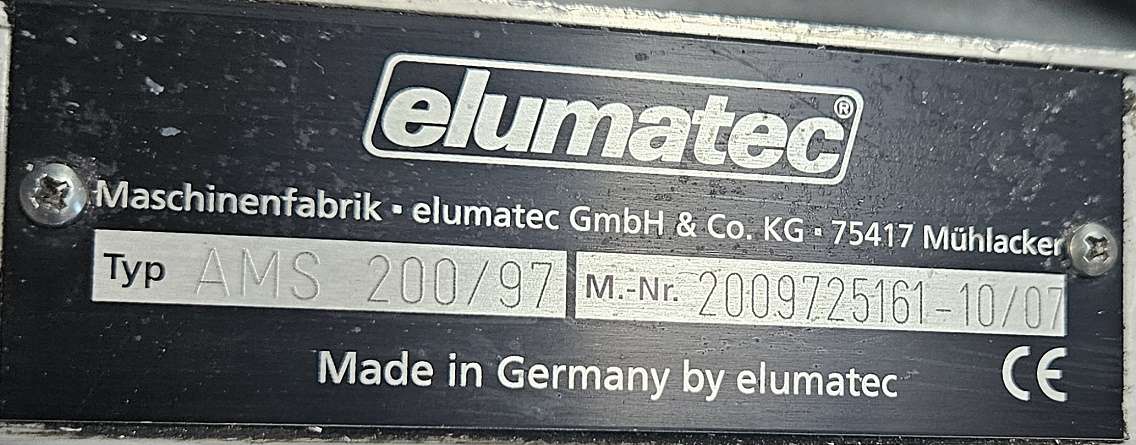 elumatec®
Maschinenfabrik · elumatec GmbH & Co. KG · 75417 Mühlacker
Typ AMS 200/97 M.-Nr. 2009725161-10/07
Made in Germany by elumatec CE